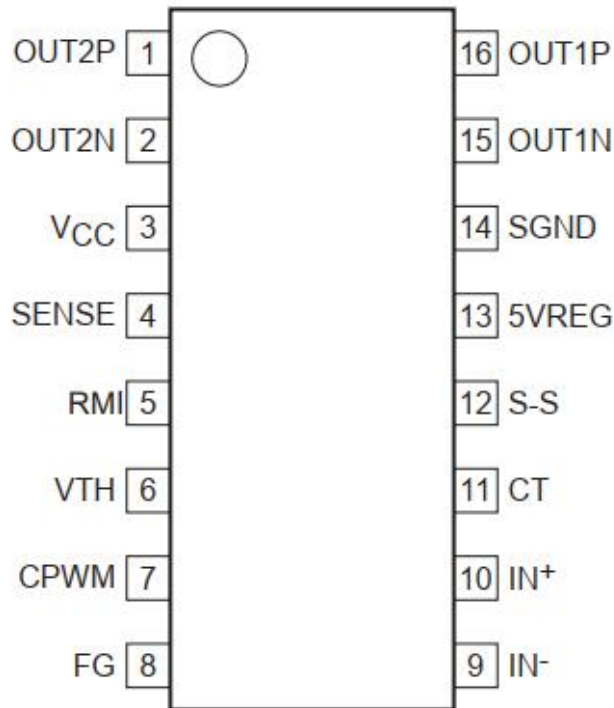 OUT2P 1 16 OUT1P
OUT2N 2 15 OUT1N
VCC 3 14 SGND
SENSE 4 13 5VREG
RMI 5 12 S-S
VTH 6 11 CT
CPWM 7 10 IN+
FG 8 9 IN-